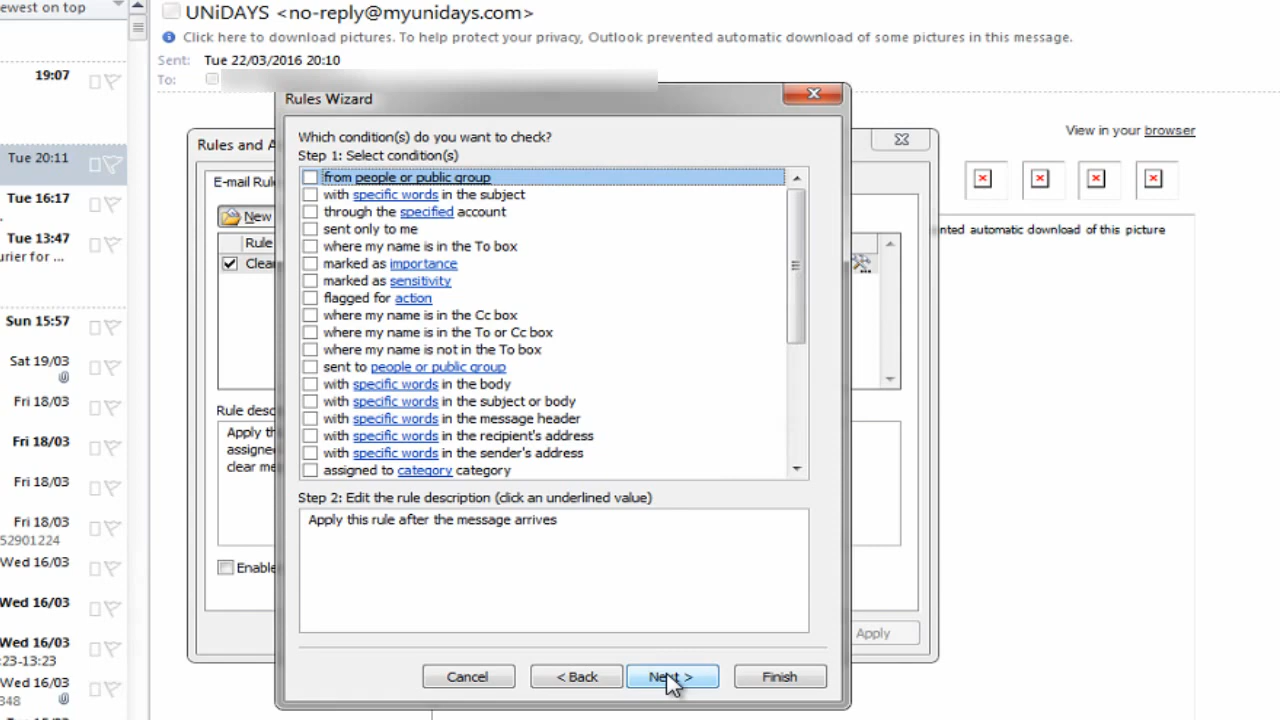 ewest on top
UNiDAYS <no-reply@myunidays.com>
Click here to download pictures. To help protect your privacy, Outlook prevented automatic download of some pictures in this message.
Sent: Tue 22/03/2016 20:10
To:
19:07
Tue 20:11
Tue 16:17
Tue 13:47
urier for ...
Sun 15:57
Sat 19/03
Fri 18/03
Fri 18/03
Fri 18/03
Fri 18/03
52901224
Wed 16/03
Wed 16/03
Wed 16/03
:23-13:23
Wed 16/03
348
View in your browser
nted automatic download of this picture
Rules and A
E-mail Rule
New
Rule
Clea
Rule desc
Apply th
assigned
clear me
Enable
Apply
Rules Wizard
Which condition(s) do you want to check?
Step 1: Select condition(s)
from people or public group
with specific words in the subject
through the specified account
sent only to me
where my name is in the To box
marked as importance
marked as sensitivity
flagged for action
where my name is in the Cc box
where my name is in the To or Cc box
where my name is not in the To box
sent to people or public group
with specific words in the body
with specific words in the subject or body
with specific words in the message header
with specific words in the recipient's address
with specific words in the sender's address
assigned to category category
Step 2: Edit the rule description (click an underlined value)
Apply this rule after the message arrives
Cancel
< Back
Next >
Finish